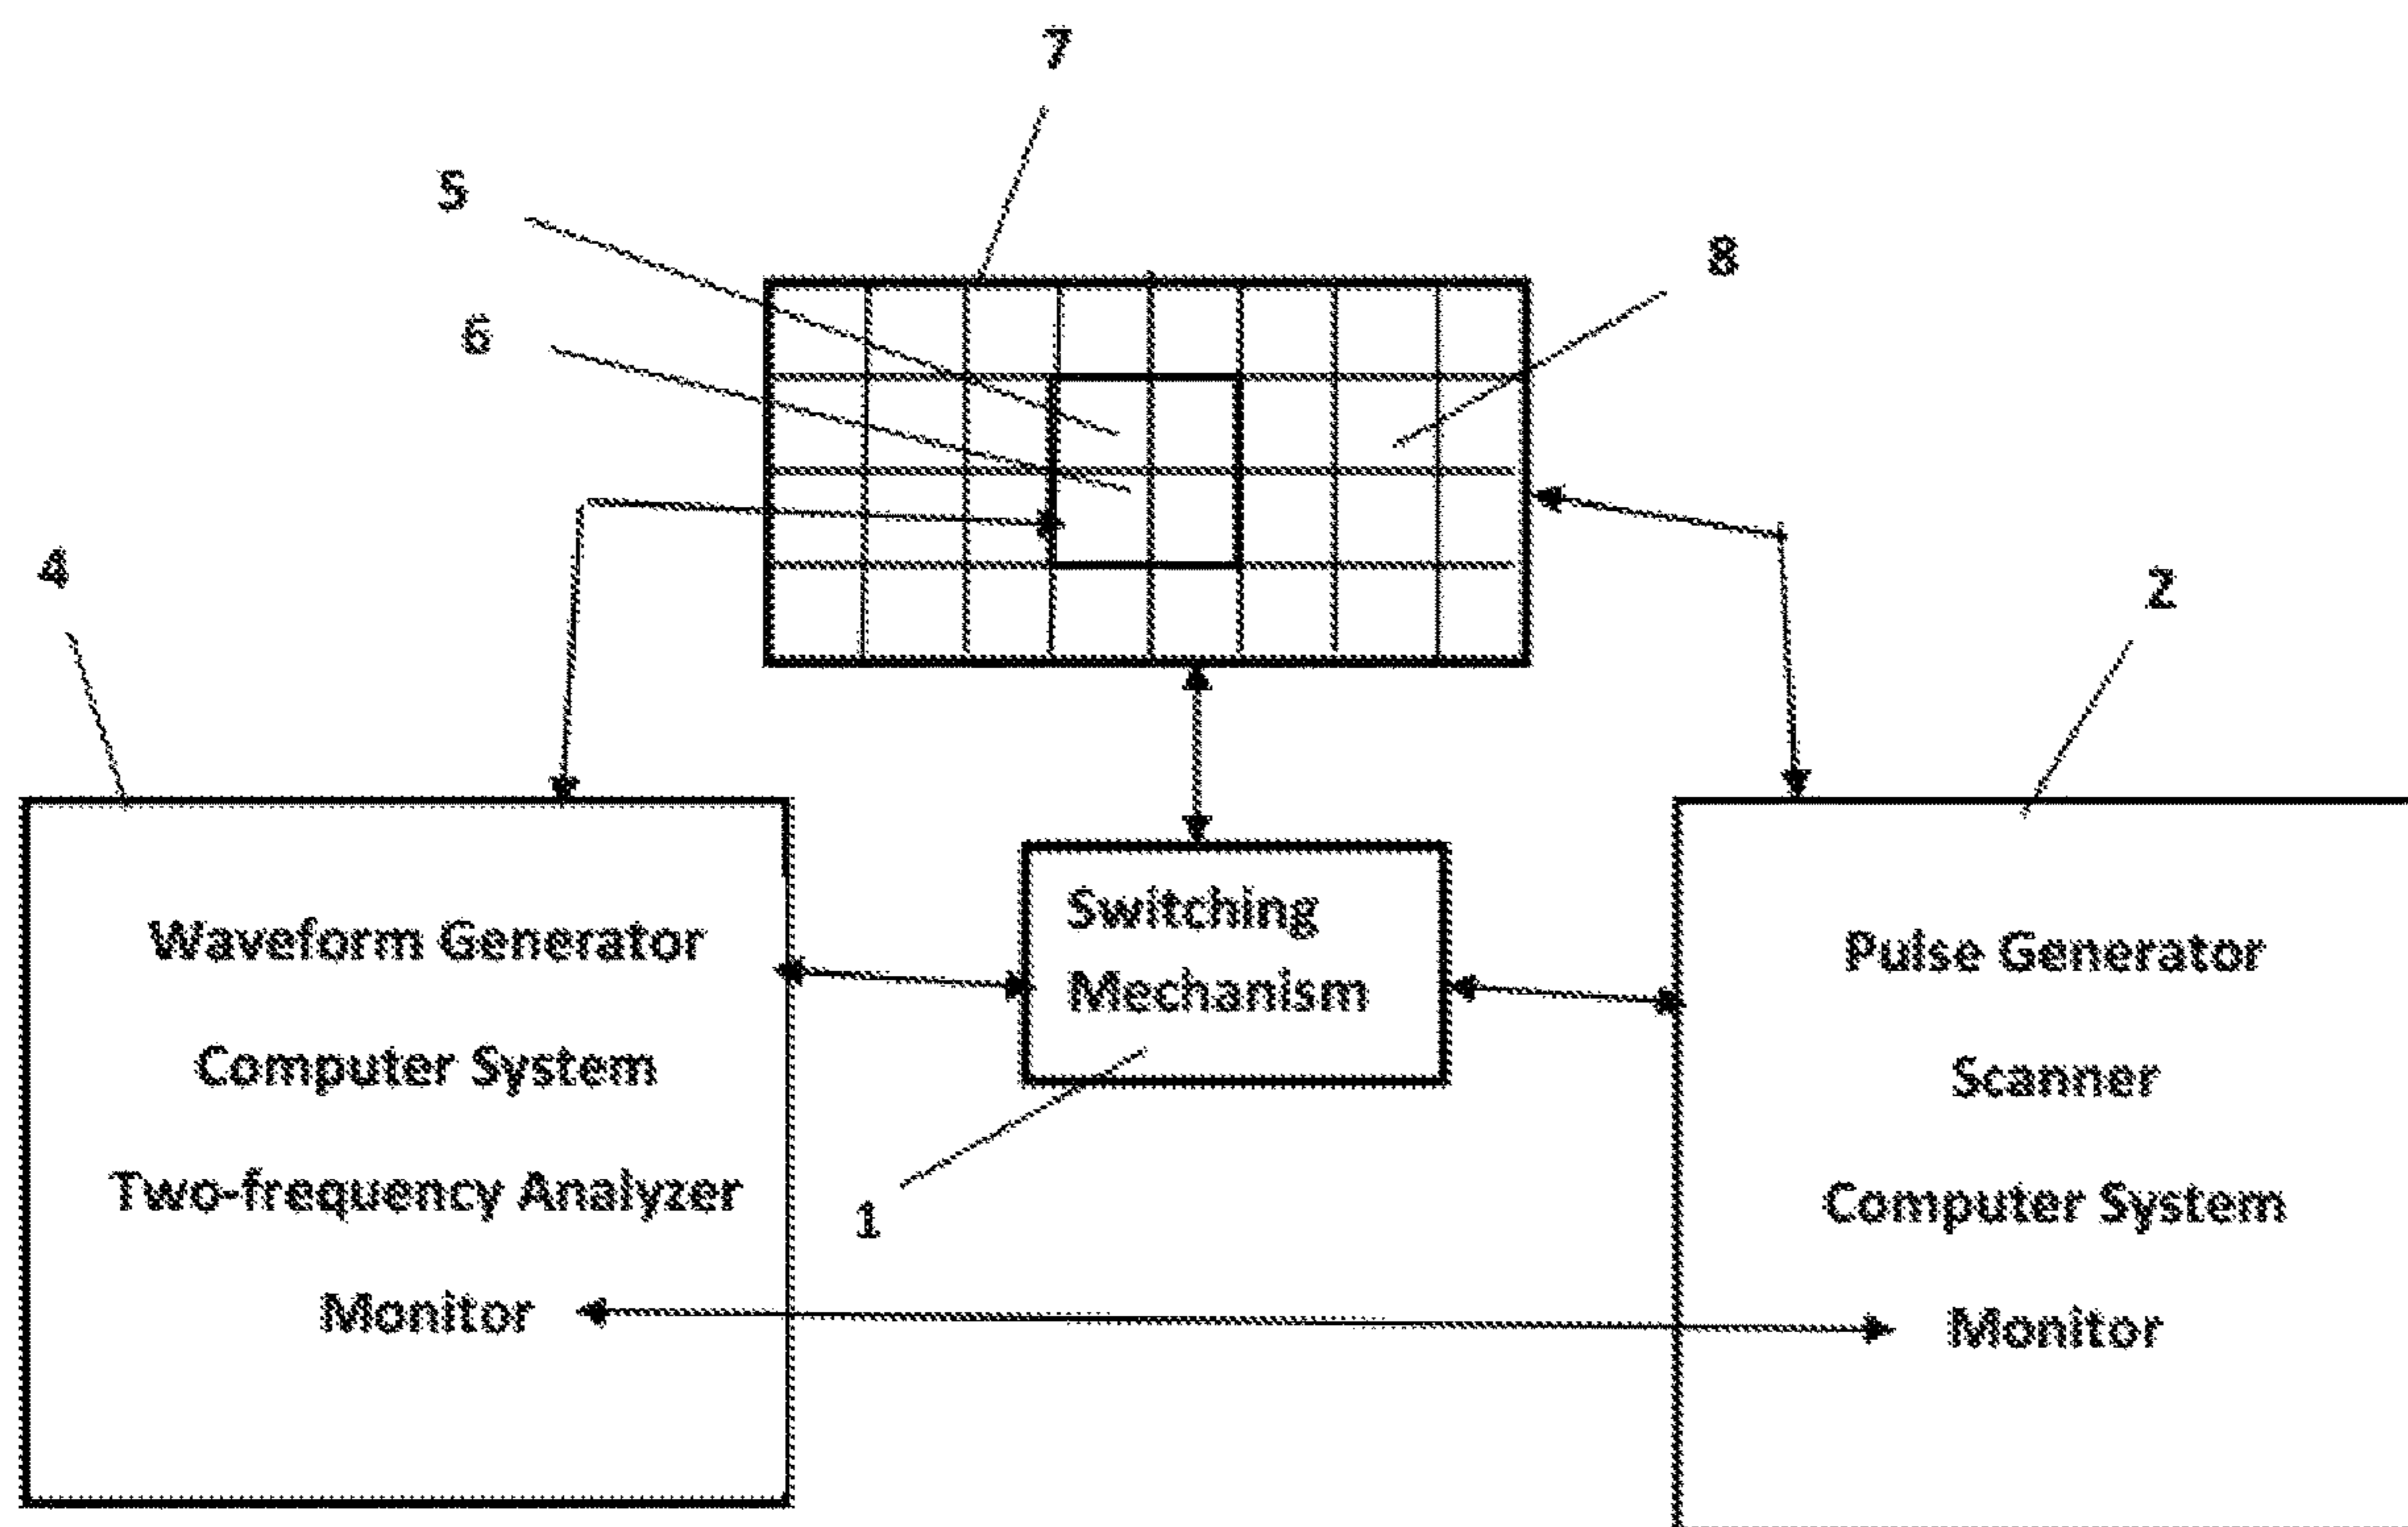 7
5
8
6
4
2
Waveform Generator
Computer System
Two-frequency Analyzer
Monitor
Switching
Mechanism
1
Pulse Generator
Scanner
Computer System
Monitor